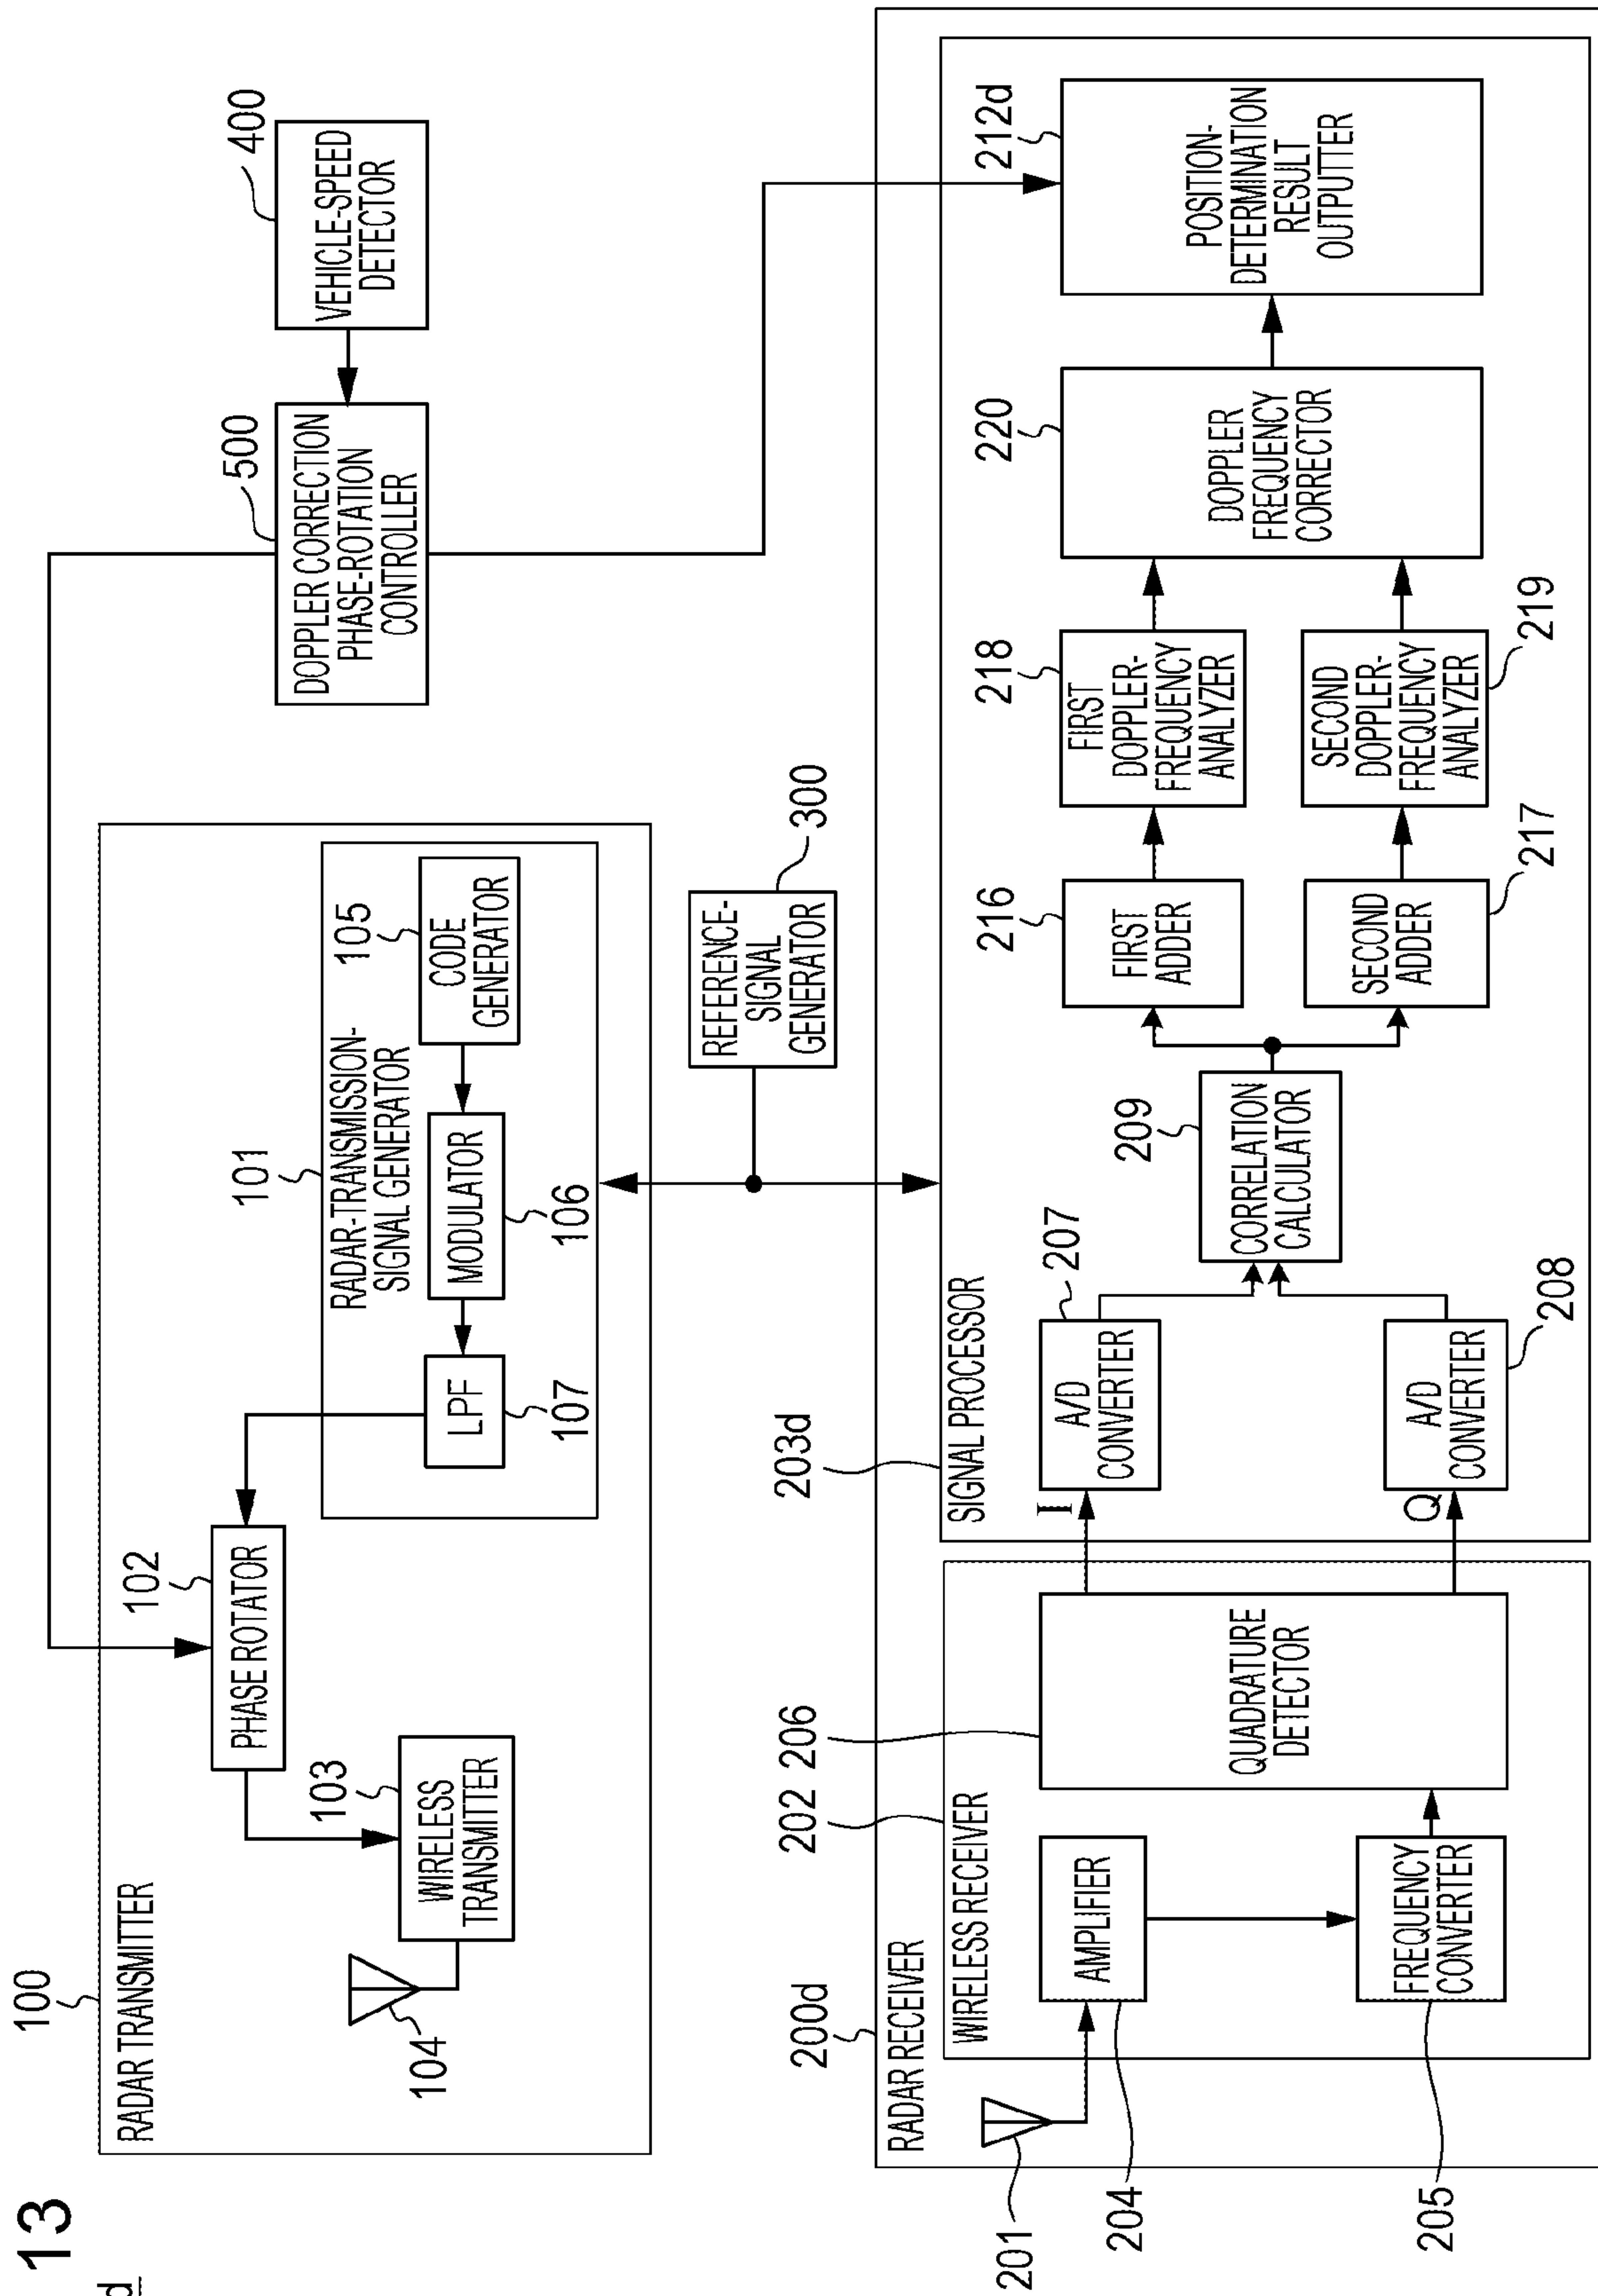 13
d
100
RADAR TRANSMITTER
104
103
WIRELESS
TRANSMITTER
102
PHASE ROTATOR
101
RADAR-TRANSMISSION-
SIGNAL GENERATOR
LPF
107
MODULATOR
106
105
CODE
GENERATOR
500
DOPPLER CORRECTION
PHASE-ROTATION
CONTROLLER
400
VEHICLE-SPEED
DETECTOR
REFERENCE-
SIGNAL
GENERATOR
300
200d
RADAR RECEIVER
201
202
WIRELESS RECEIVER
204
AMPLIFIER
205
FREQUENCY
CONVERTER
206
QUADRATURE
DETECTOR
203d
SIGNAL PROCESSOR
I
Q
207
A/D
CONVERTER
208
A/D
CONVERTER
209
CORRELATION
CALCULATOR
216
FIRST
ADDER
217
SECOND
ADDER
218
FIRST
DOPPLER-
FREQUENCY
ANALYZER
219
SECOND
DOPPLER-
FREQUENCY
ANALYZER
220
DOPPLER
FREQUENCY
CORRECTOR
212d
POSITION-
DETERMINATION
RESULT
OUTPUTTER